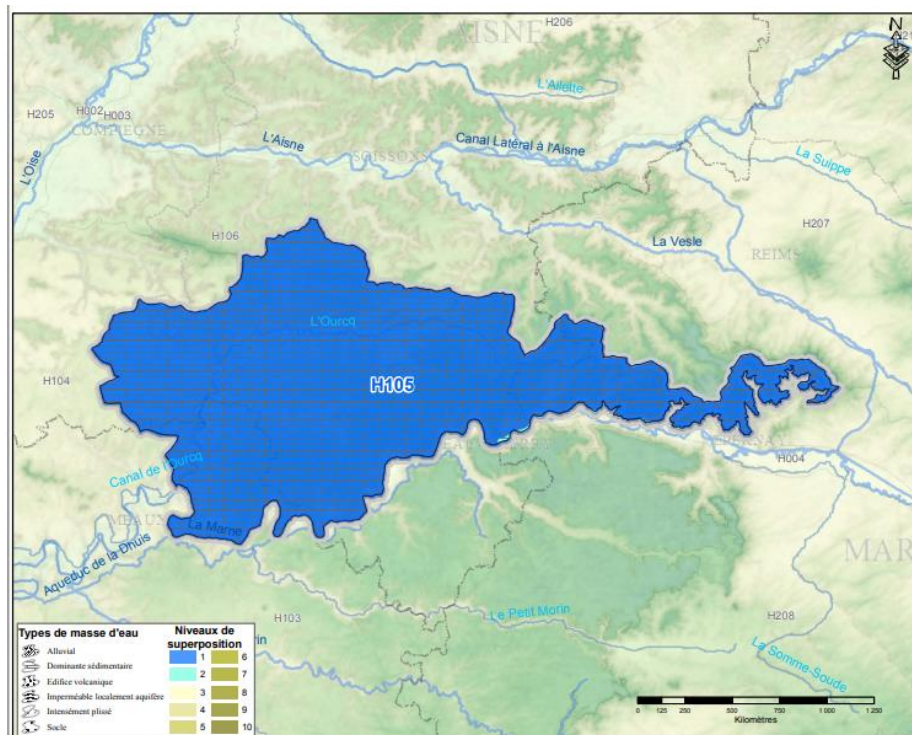 AISNE
H206
N
H21
L'Ailette
H205
H002
H003
COMPIEGNE
L'Oise
L'Aisne
SOISSONS
Canal Latéral à l'Aisne
La Suippe
H207
H106
La Vesle
REIMS
L'Ourcq
H105
H104
Canal de l'Ourcq
EPERNAY
H004
MEAUX
La Marne
Aqueduc de la Dhuis
MAR
Le Petit Morin
H103
H208
La Somme-Soude
rin
Types de masse d'eau
Alluvial
Dominante sédimentaire
Edifice volcanique
Imperméable localement aquifère
Intensément plissé
Socle
Niveaux de
superposition
1 6
2 7
3 8
4 9
5 10
0 125 250 500 750 1 000 1 250
Kilomètres